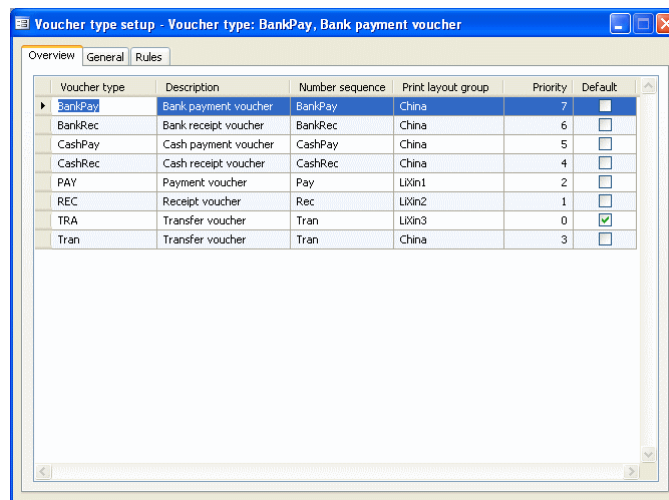 Voucher type setup - Voucher type: BankPay, Bank payment voucher
Overview General Rules
Voucher type Description Number sequence Print layout group Priority Default
BankPay Bank payment voucher BankPay China 7
BankRec Bank receipt voucher BankRec China 6
CashPay Cash payment voucher CashPay China 5
CashRec Cash receipt voucher CashRec China 4
PAY Payment voucher Pay LiXin1 2
REC Receipt voucher Rec LiXin2 1
TRA Transfer voucher Tran LiXin3 0
Tran Transfer voucher Tran China 3